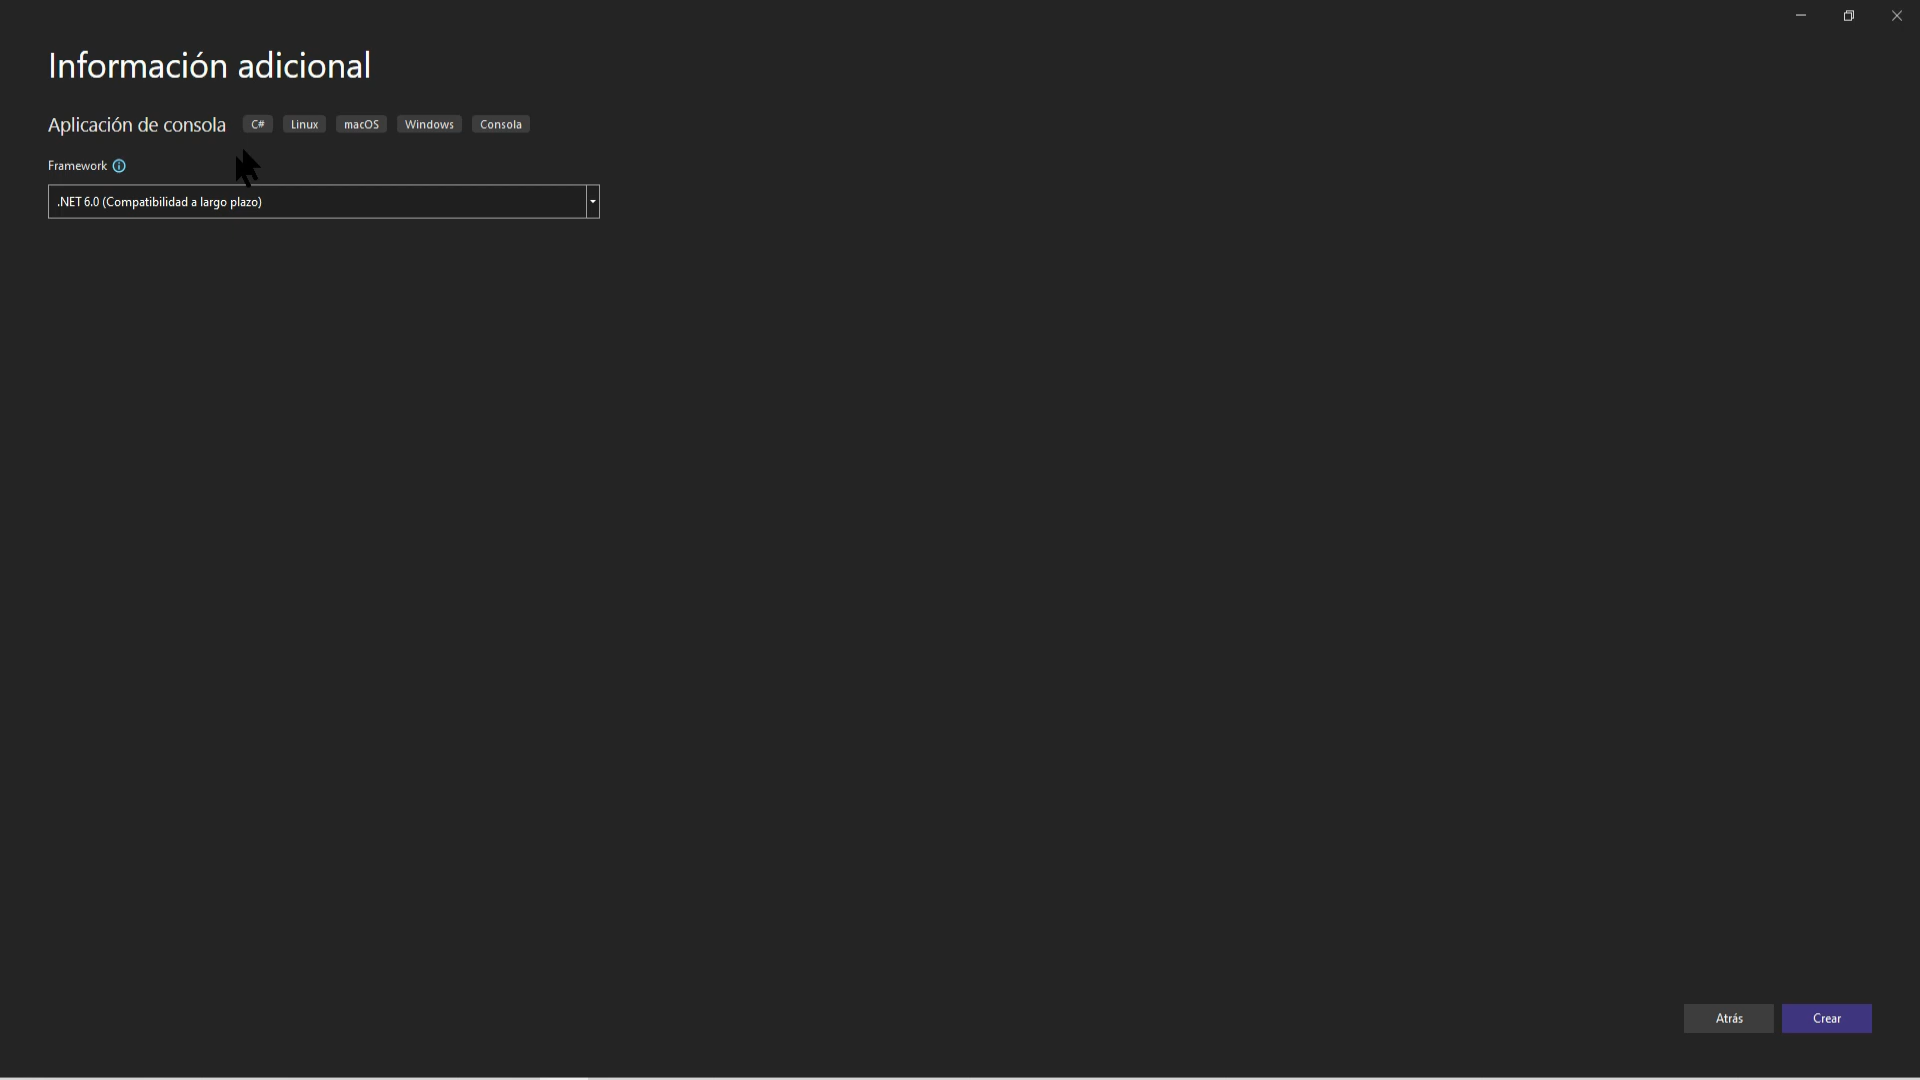 Información adicional
Aplicación de consola C# Linux macOS Windows Consola
Framework
.NET 6.0 (Compatibilidad a largo plazo)
Atrás Crear